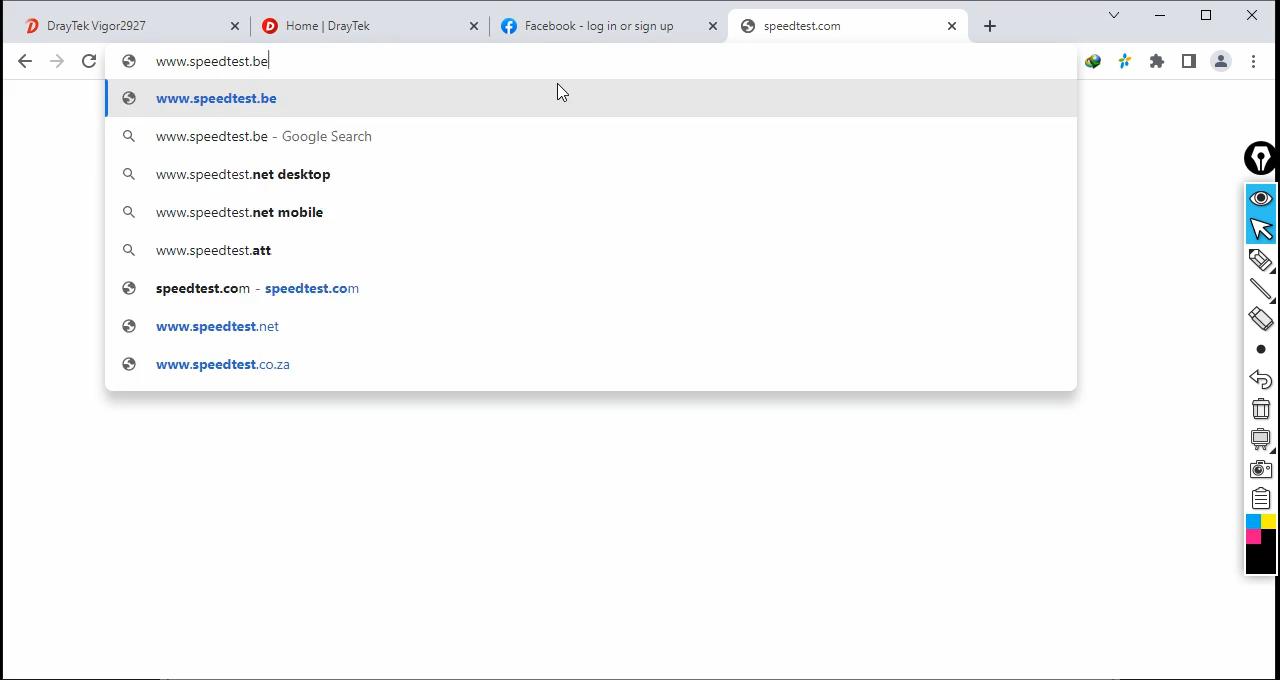 DrayTek Vigor2927
Home | DrayTek
Facebook - log in or sign up
speedtest.com
www.speedtest.be
www.speedtest.be
www.speedtest.be - Google Search
www.speedtest.net desktop
www.speedtest.net mobile
www.speedtest.att
speedtest.com - speedtest.com
www.speedtest.net
www.speedtest.co.za